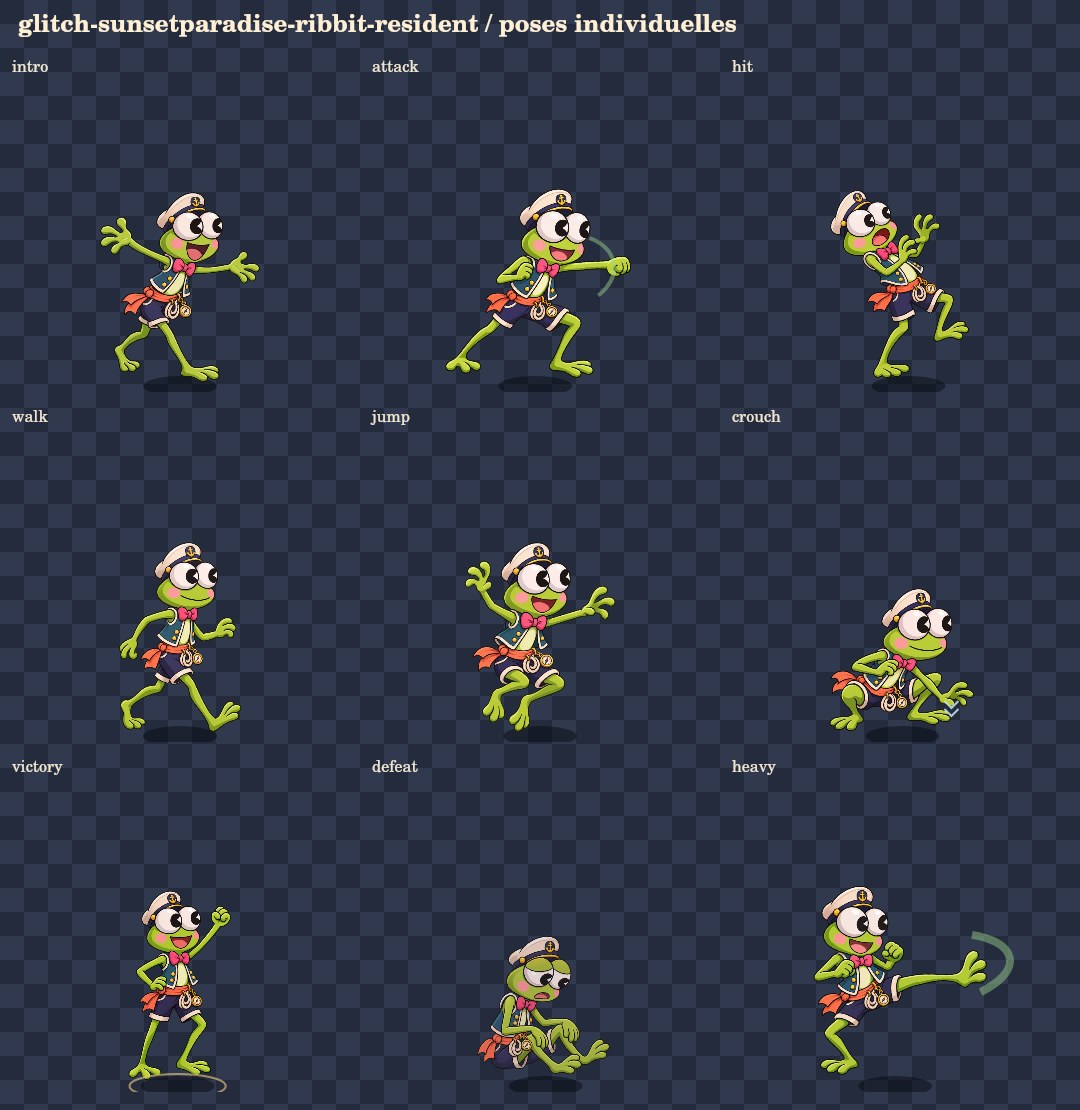 glitch-sunsetparadise-ribbit-resident / poses individuelles
intro
attack
hit
walk
jump
crouch
victory
defeat
heavy